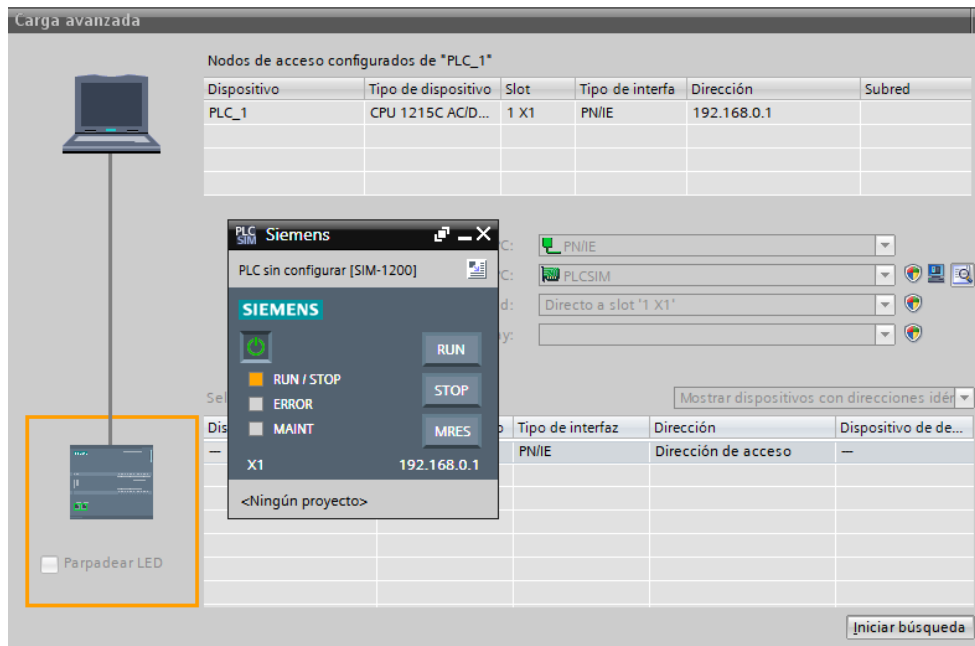 Carga avanzada
Nodos de acceso configurados de "PLC_1"
Dispositivo Tipo de dispositivo Slot Tipo de interfa Dirección Subred
PLC_1 CPU 1215C AC/D... 1 X1 PN/IE 192.168.0.1
PLC SIM Siemens
PLC sin configurar [SIM-1200]
SIEMENS
RUN
RUN / STOP
STOP
ERROR
MAINT
MRES
X1 192.168.0.1
<Ningún proyecto>
C: PN/IE
C: PLCSIM
d: Directo a slot '1 X1'
y:
Sel
Mostrar dispositivos con direcciones idén
Dis Tipo de interfaz Dirección Dispositivo de de...
— PN/IE Dirección de acceso —
Parpadear LED
Iniciar búsqueda